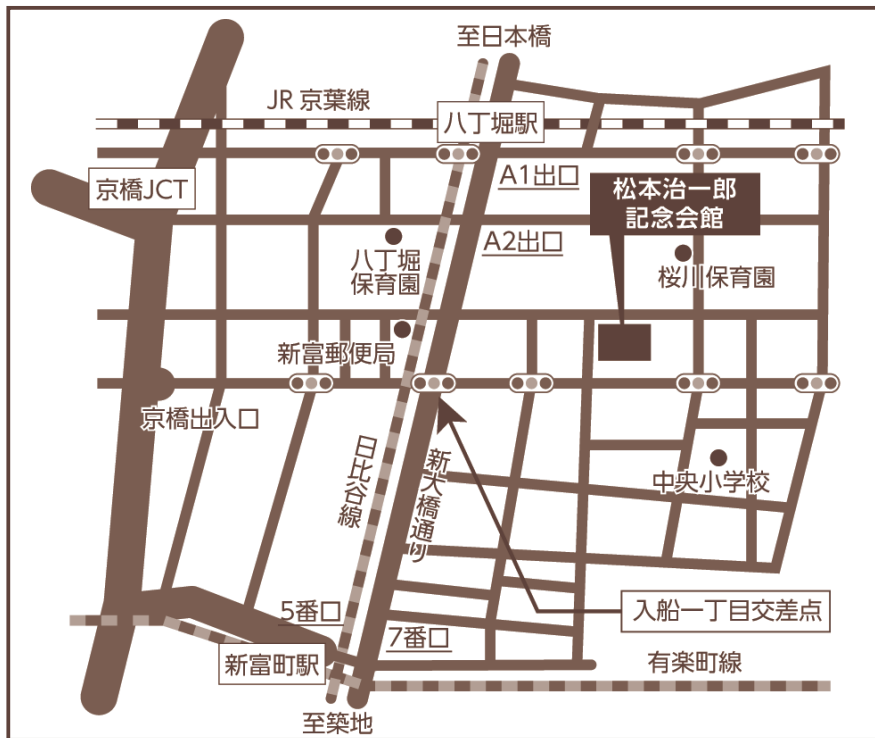 至日本橋
JR 京葉線
八丁堀駅
A1出口
京橋JCT
松本治一郎
記念会館
A2出口
八丁堀
保育園
桜川保育園
新富郵便局
京橋出入口
日比谷線
新大橋通り
中央小学校
5番口
入船一丁目交差点
7番口
新富町駅
有楽町線
至築地